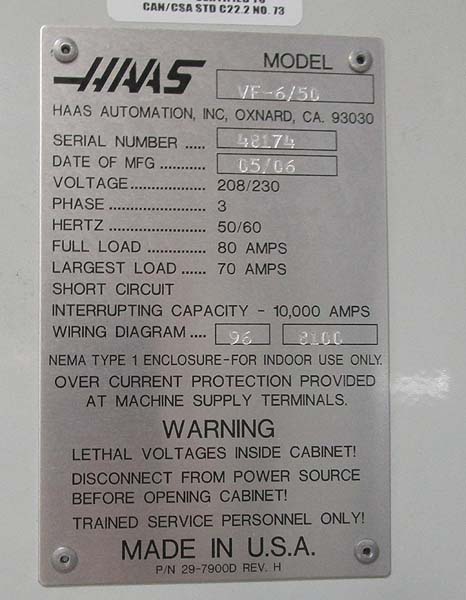 CAN/CSA STD C22.2 NO. 73
HAAS
MODEL
VF-6/50
HAAS AUTOMATION, INC, OXNARD, CA. 93030
SERIAL NUMBER ..... 48174
DATE OF MFG ........... 05/06
VOLTAGE................ 208/230
PHASE .................... 3
HERTZ ..................... 50/60
FULL LOAD ............. 80 AMPS
LARGEST LOAD ...... 70 AMPS
SHORT CIRCUIT
INTERRUPTING CAPACITY - 10,000 AMPS
WIRING DIAGRAM .... 96 8100
NEMA TYPE 1 ENCLOSURE-FOR INDOOR USE ONLY.
OVER CURRENT PROTECTION PROVIDED
AT MACHINE SUPPLY TERMINALS.
WARNING
LETHAL VOLTAGES INSIDE CABINET!
DISCONNECT FROM POWER SOURCE
BEFORE OPENING CABINET!
TRAINED SERVICE PERSONNEL ONLY!
MADE IN U.S.A.
P/N 29-7900D REV. H